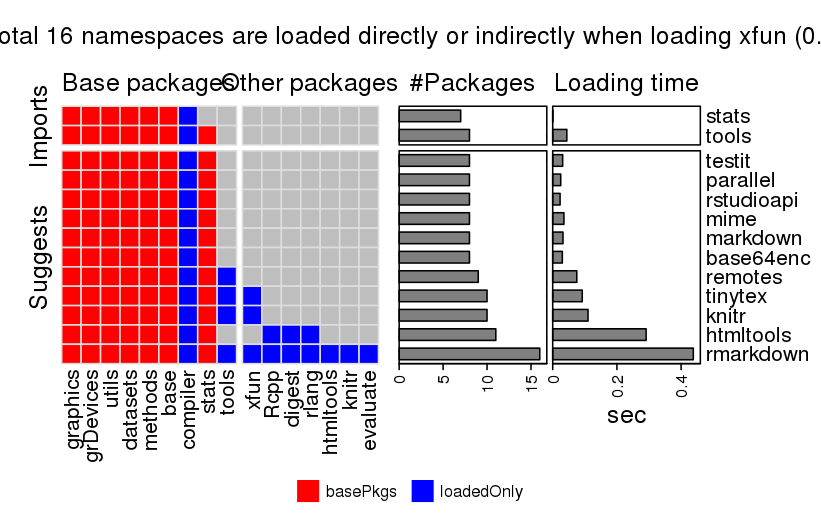 otal 16 namespaces are loaded directly or indirectly when loading xfun (0.
Base packages Other packages #Packages Loading time
Imports
Suggests
stats
tools
testit
parallel
rstudioapi
mime
markdown
base64enc
remotes
tinytex
knitr
htmltools
rmarkdown
graphics
grDevices
utils
datasets
methods
base
compiler
stats
tools
xfun
Rcpp
digest
rlang
htmltools
knitr
evaluate
0 5 10 15
0 0.2 0.4
sec
basePkgs loadedOnly